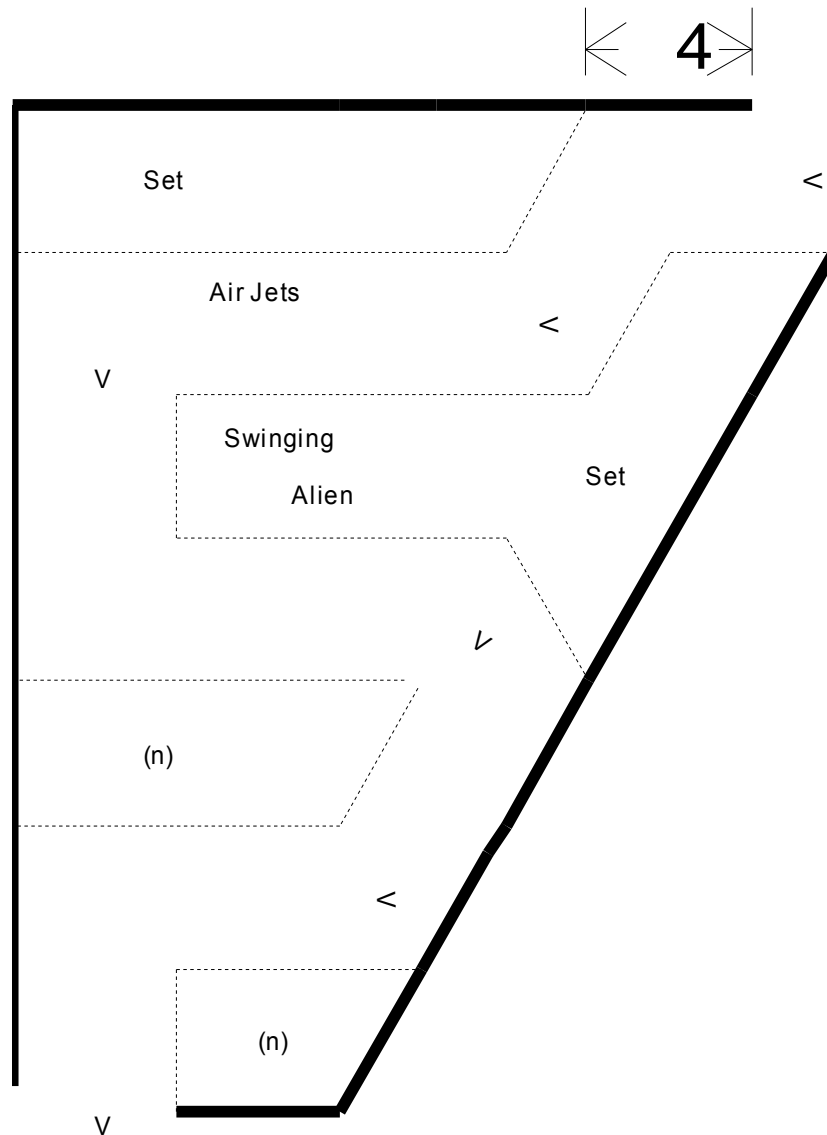 4
Set
V
Air Jets
V
V
Swinging
Set
Alien
V
(n)
V
(n)
V